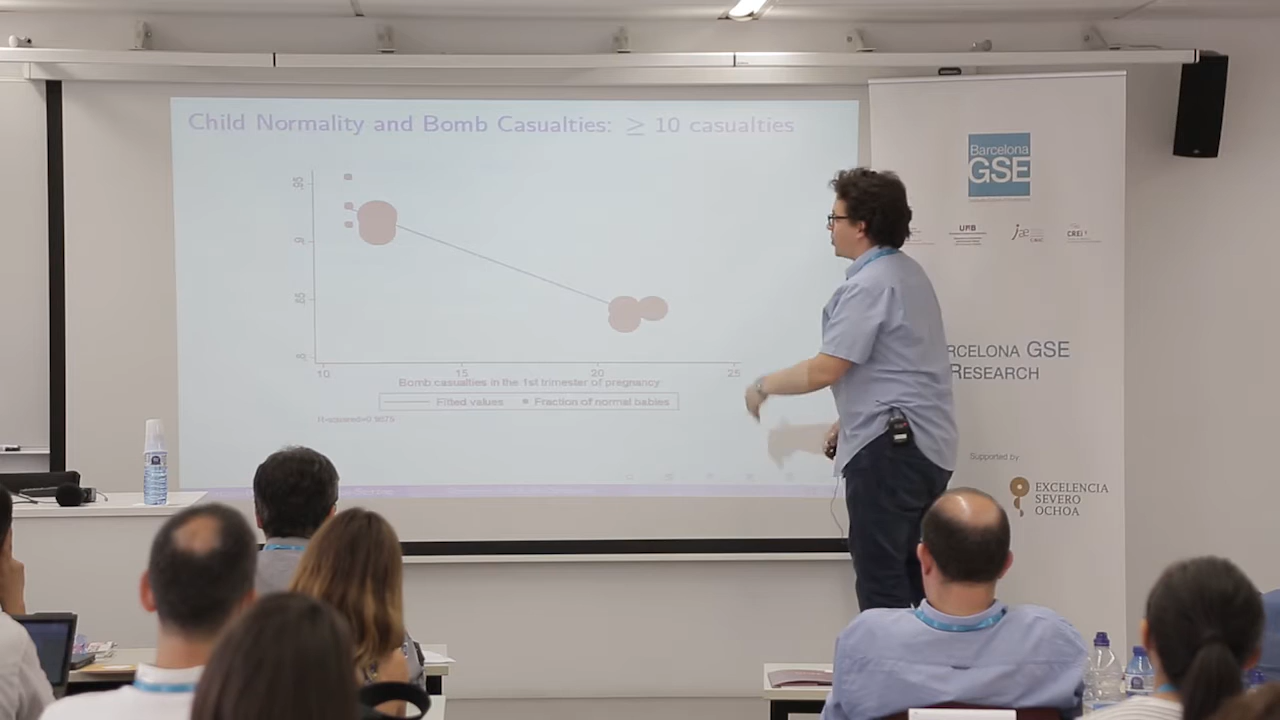 Child Normality and Bomb Casualties: ≥ 10 casualties
.95
.9
.85
.8
10 15 20 25
Bomb casualties in the 1st trimester of pregnancy
Fitted values
Fraction of normal babies
Barcelona
GSE
UPB
CREi
BARCELONA GSE
RESEARCH
Supported by
EXCELENCIA
SEVERO
OCHOA